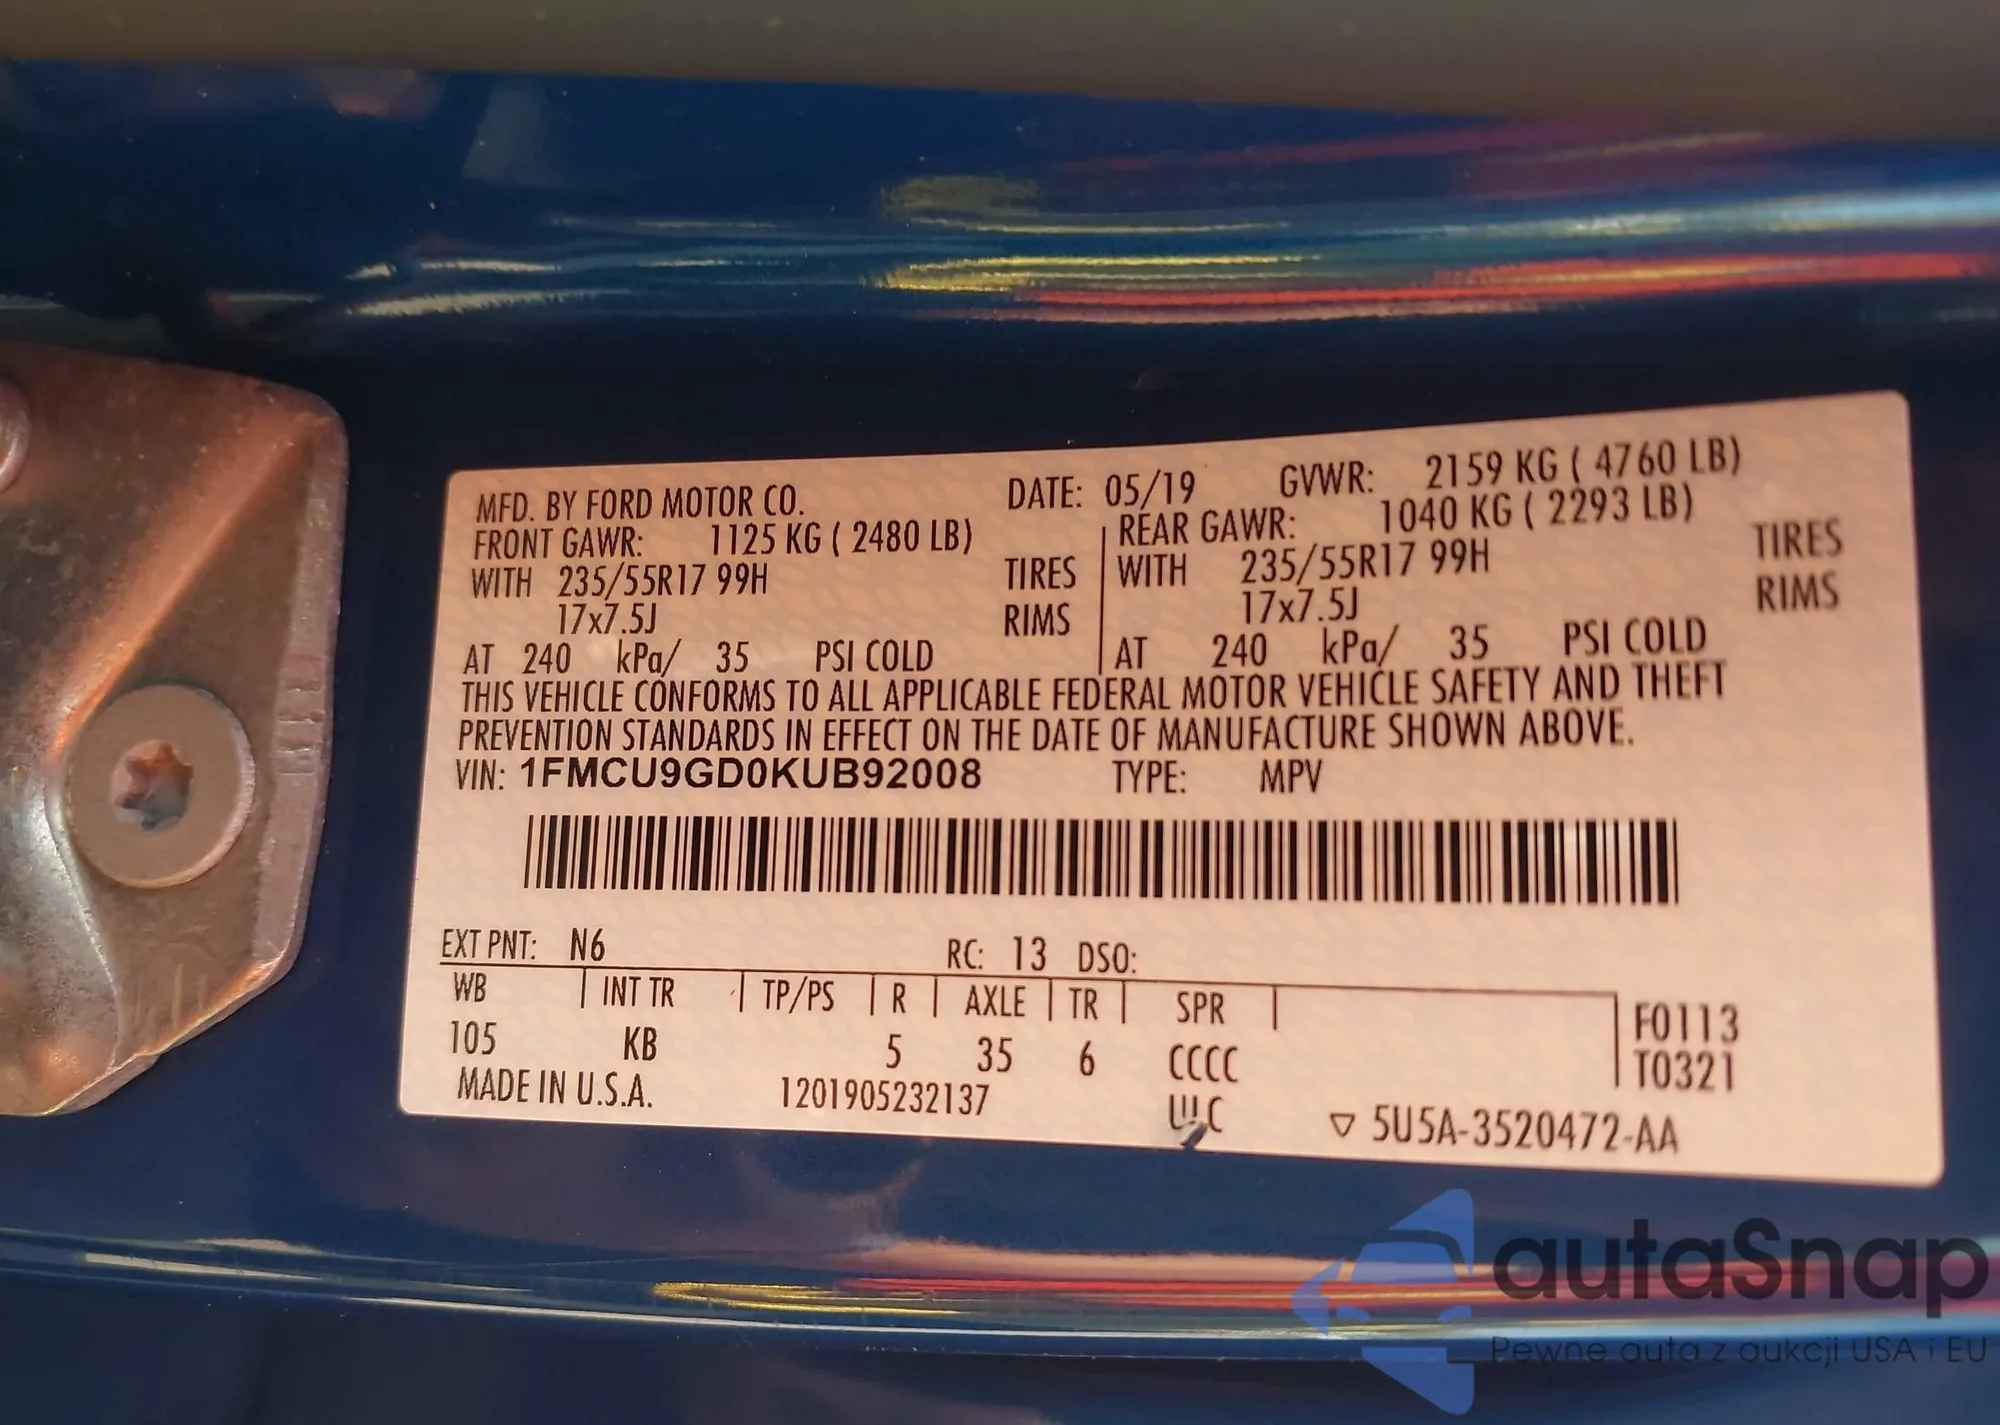 MFD. BY FORD MOTOR CO. DATE: 05/19 GVWR: 2159 KG ( 4760 LB)
FRONT GAWR: 1125 KG ( 2480 LB) REAR GAWR: 1040 KG ( 2293 LB)
WITH 235/55R17 99H TIRES WITH 235/55R17 99H TIRES
17x7.5J RIMS 17x7.5J RIMS
AT 240 kPa/ 35 PSI COLD AT 240 kPa/ 35 PSI COLD
THIS VEHICLE CONFORMS TO ALL APPLICABLE FEDERAL MOTOR VEHICLE SAFETY AND THEFT
PREVENTION STANDARDS IN EFFECT ON THE DATE OF MANUFACTURE SHOWN ABOVE.
VIN: 1FMCU9GD0KUB92008 TYPE: MPV
EXT PNT: N6 RC: 13 DSO:
WB INT TR TP/PS R AXLE TR SPR F0113
105 KB 5 35 6 CCCC T0321
MADE IN U.S.A. 1201905232137 ▽ 5U5A-3520472-AA
autaSnap
Pewne auta z aukcji USA i EU